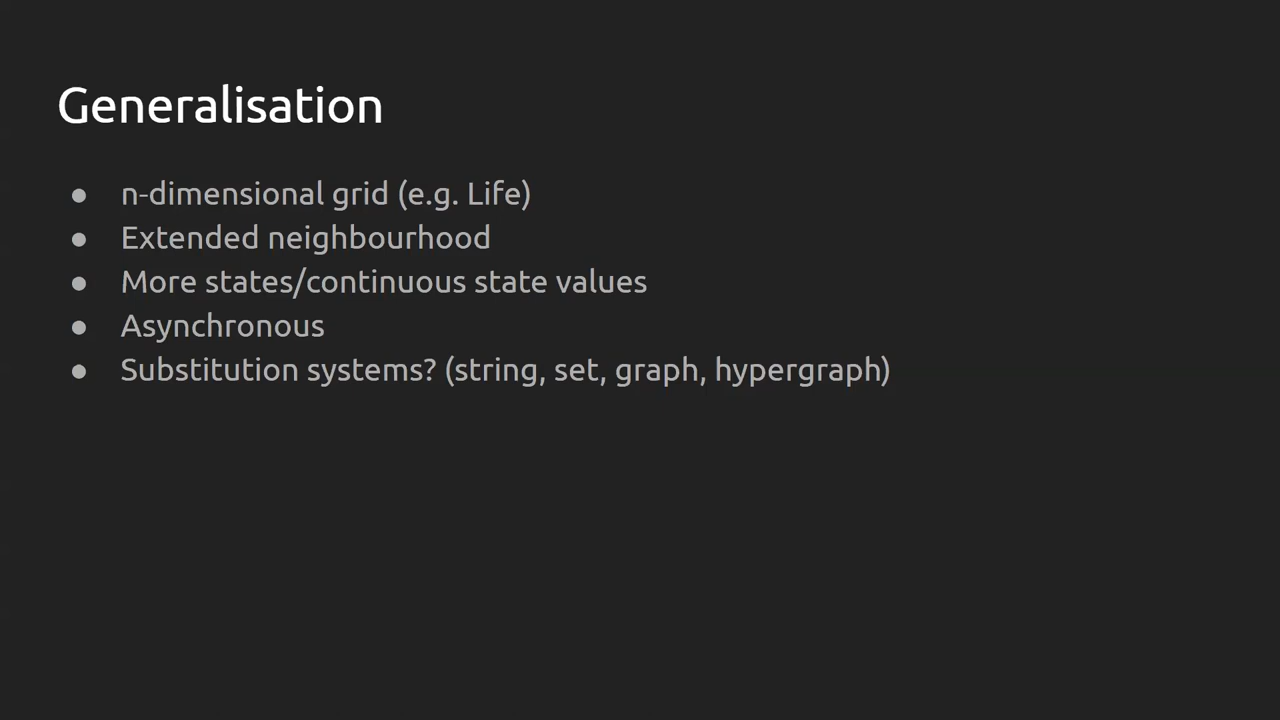 Generalisation
● n-dimensional grid (e.g. Life)
● Extended neighbourhood
● More states/continuous state values
● Asynchronous
● Substitution systems? (string, set, graph, hypergraph)